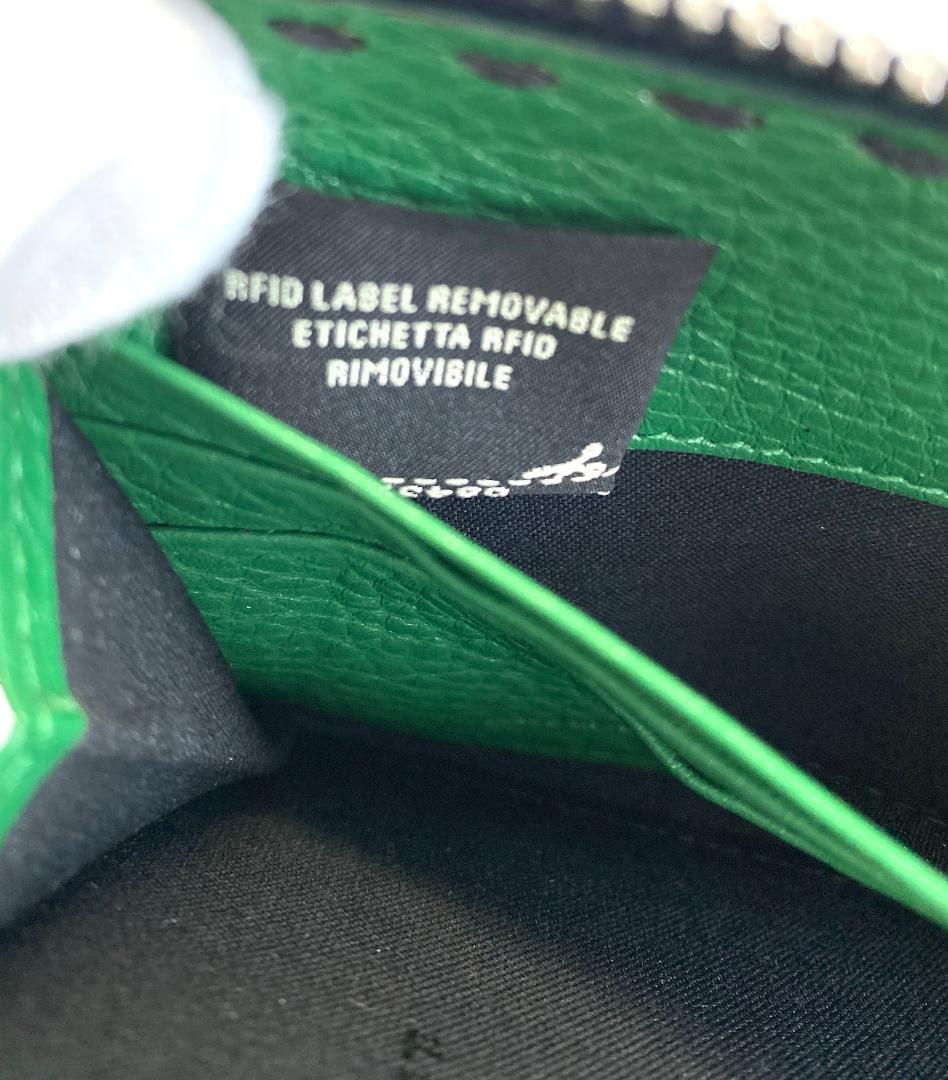 RFID LABEL REMOVABLE
ETICHETTA RFID
RIMOVIBILE